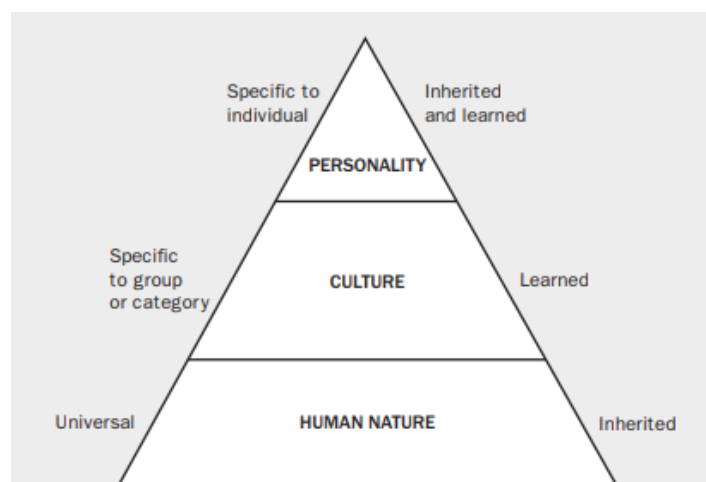 Specific to
individual
Inherited
and learned
PERSONALITY
Specific
to group
or category
CULTURE
Learned
Universal
HUMAN NATURE
Inherited